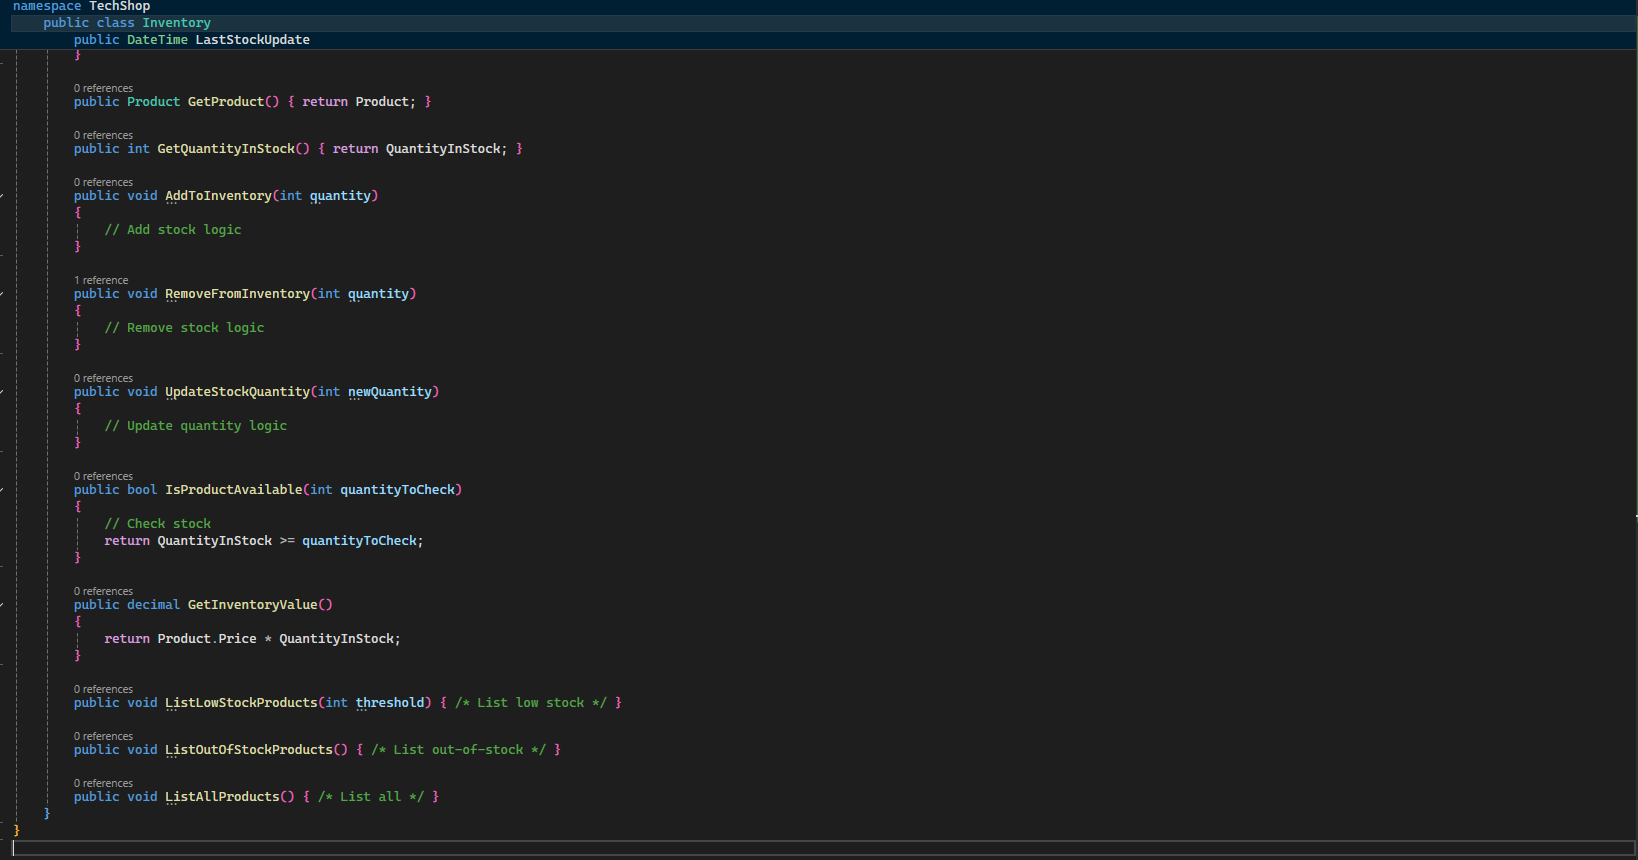 namespace TechShop
public class Inventory
public DateTime LastStockUpdate
}
0 references
public Product GetProduct() { return Product; }
0 references
public int GetQuantityInStock() { return QuantityInStock; }
0 references
public void AddToInventory(int quantity)
{
// Add stock logic
}
1 reference
public void RemoveFromInventory(int quantity)
{
// Remove stock logic
}
0 references
public void UpdateStockQuantity(int newQuantity)
{
// Update quantity logic
}
0 references
public bool IsProductAvailable(int quantityToCheck)
{
// Check stock
return QuantityInStock >= quantityToCheck;
}
0 references
public decimal GetInventoryValue()
{
return Product.Price * QuantityInStock;
}
0 references
public void ListLowStockProducts(int threshold) { /* List low stock */ }
0 references
public void ListOutOfStockProducts() { /* List out-of-stock */ }
0 references
public void ListAllProducts() { /* List all */ }
}
}